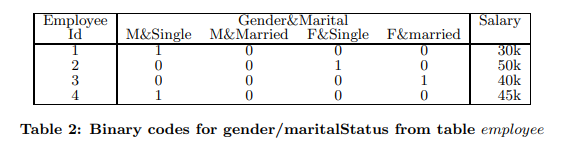 Employee Gender&Marital Salary
Id M&Single M&Married F&Single F&married
1 1 0 0 0 30k
2 0 0 1 0 50k
3 0 0 0 1 40k
4 1 0 0 0 45k
Table 2: Binary codes for gender/maritalStatus from table employee